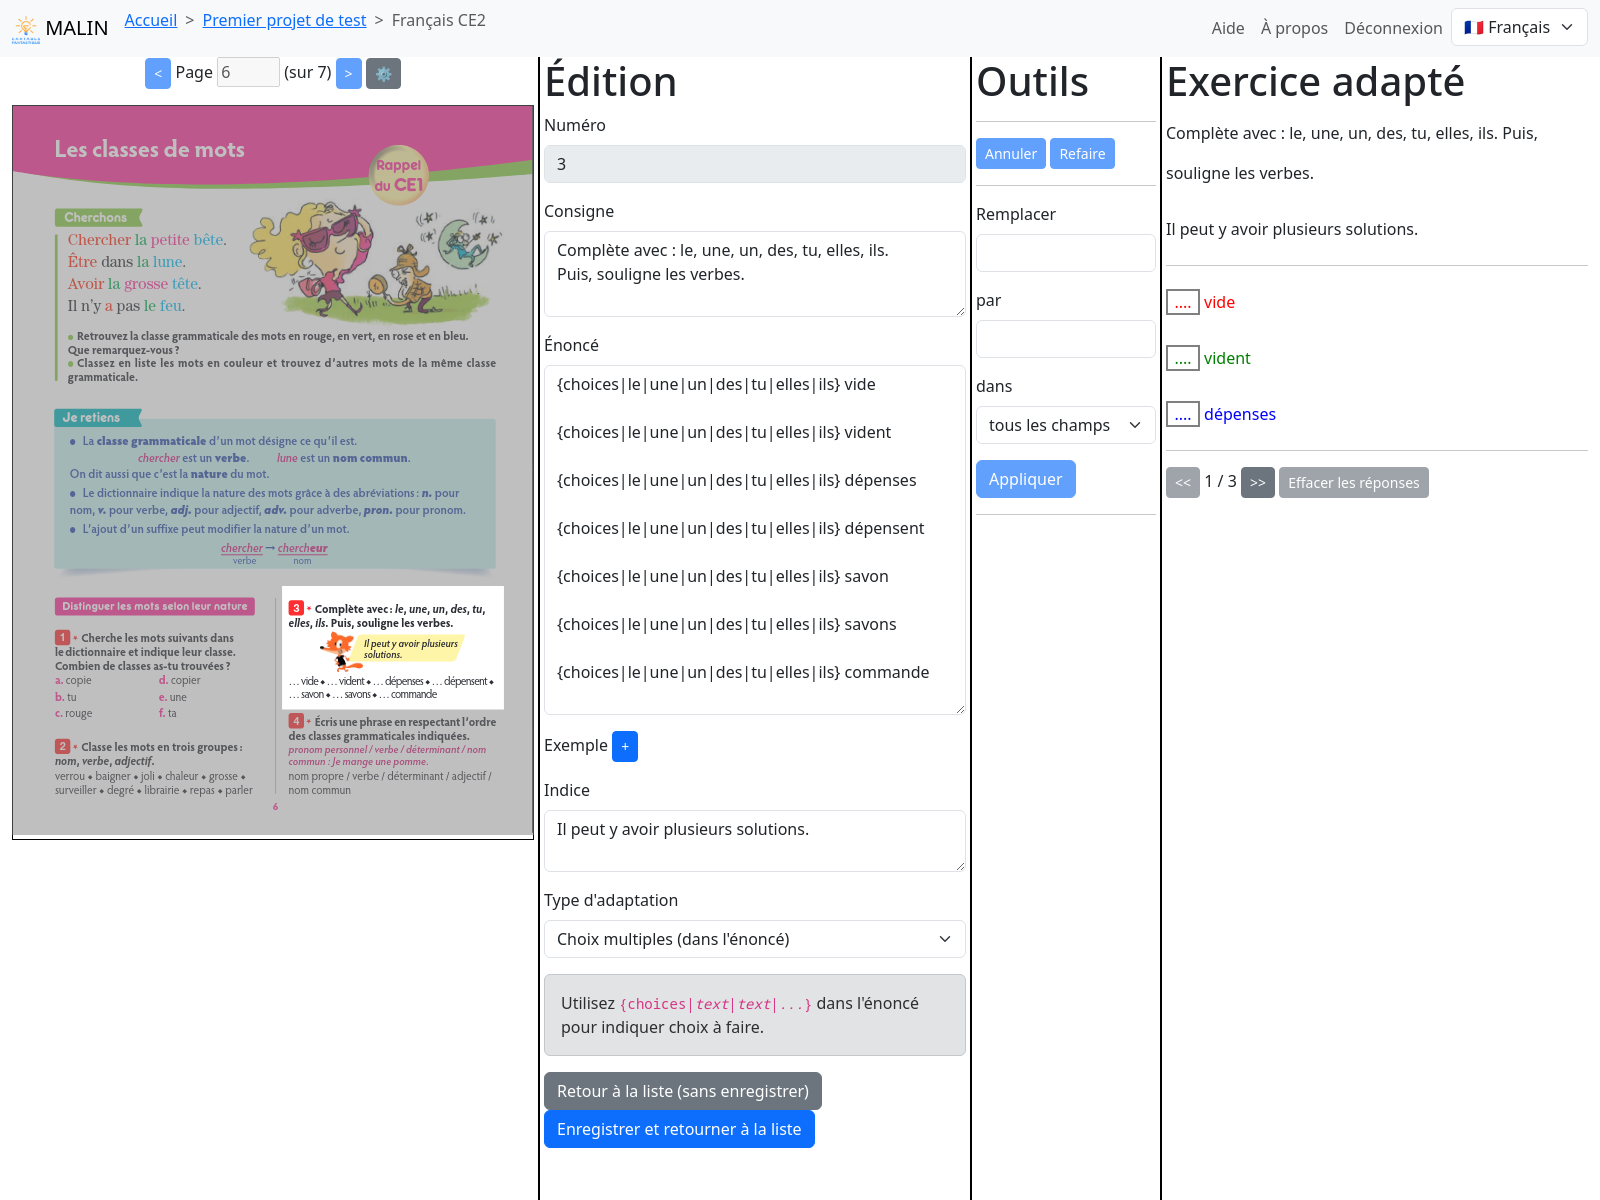 MALIN
Accueil > Premier projet de test > Français CE2
Aide À propos Déconnexion Français
< Page 6 (sur 7) >
Les classes de mots
Rappel
du CE1
Cherchons
Chercher la petite bête.
Être dans la lune.
Avoir la grosse tête.
Il n'y a pas le feu.
• Retrouvez la classe grammaticale des mots en rouge, en vert, en rose et en bleu.
Que remarquez-vous ?
• Classez en liste les mots en couleur et trouvez d'autres mots de la même classe
grammaticale.
Je retiens
• La classe grammaticale d'un mot désigne ce qu'il est.
chercher est un verbe. lune est un nom commun.
On dit aussi que c'est la nature du mot.
• Le dictionnaire indique la nature des mots grâce à des abréviations : n. pour
nom, v. pour verbe, adj. pour adjectif, adv. pour adverbe, pron. pour pronom.
• L'ajout d'un suffixe peut modifier la nature d'un mot.
chercher → chercheur
verbe nom
Distinguer les mots selon leur nature
1 * Cherche les mots suivants dans
le dictionnaire et indique leur classe.
Combien de classes as-tu trouvées ?
a. copie d. copier
b. tu e. une
c. rouge f. ta
2 * Classe les mots en trois groupes :
nom, verbe, adjectif.
verrou ◆ baigner ◆ joli ◆ chaleur ◆ grosse ◆
surveiller ◆ degré ◆ librairie ◆ repas ◆ parler
3 * Complète avec : le, une, un, des, tu,
elles, ils. Puis, souligne les verbes.
Il peut y avoir plusieurs
solutions.
... vide ◆ ... vident ◆ ... dépenses ◆ ... dépensent ◆
... savon ◆ ... savons ◆ ... commande
4 * Écris une phrase en respectant l'ordre
des classes grammaticales indiquées.
pronom personnel / verbe / déterminant / nom
commun : Je mange une pomme.
nom propre / verbe / déterminant / adjectif /
nom commun
6
Édition
Numéro
3
Consigne
Complète avec : le, une, un, des, tu, elles, ils.
Puis, souligne les verbes.
Énoncé
{choices|le|une|un|des|tu|elles|ils} vide
{choices|le|une|un|des|tu|elles|ils} vident
{choices|le|une|un|des|tu|elles|ils} dépenses
{choices|le|une|un|des|tu|elles|ils} dépensent
{choices|le|une|un|des|tu|elles|ils} savon
{choices|le|une|un|des|tu|elles|ils} savons
{choices|le|une|un|des|tu|elles|ils} commande
Exemple +
Indice
Il peut y avoir plusieurs solutions.
Type d'adaptation
Choix multiples (dans l'énoncé)
Utilisez {choices|text|text|...} dans l'énoncé
pour indiquer choix à faire.
Retour à la liste (sans enregistrer)
Enregistrer et retourner à la liste
Outils
Annuler Refaire
Remplacer
par
dans
tous les champs
Appliquer
Exercice adapté
Complète avec : le, une, un, des, tu, elles, ils. Puis,
souligne les verbes.
Il peut y avoir plusieurs solutions.
.... vide
.... vident
.... dépenses
<< 1 / 3 >> Effacer les réponses